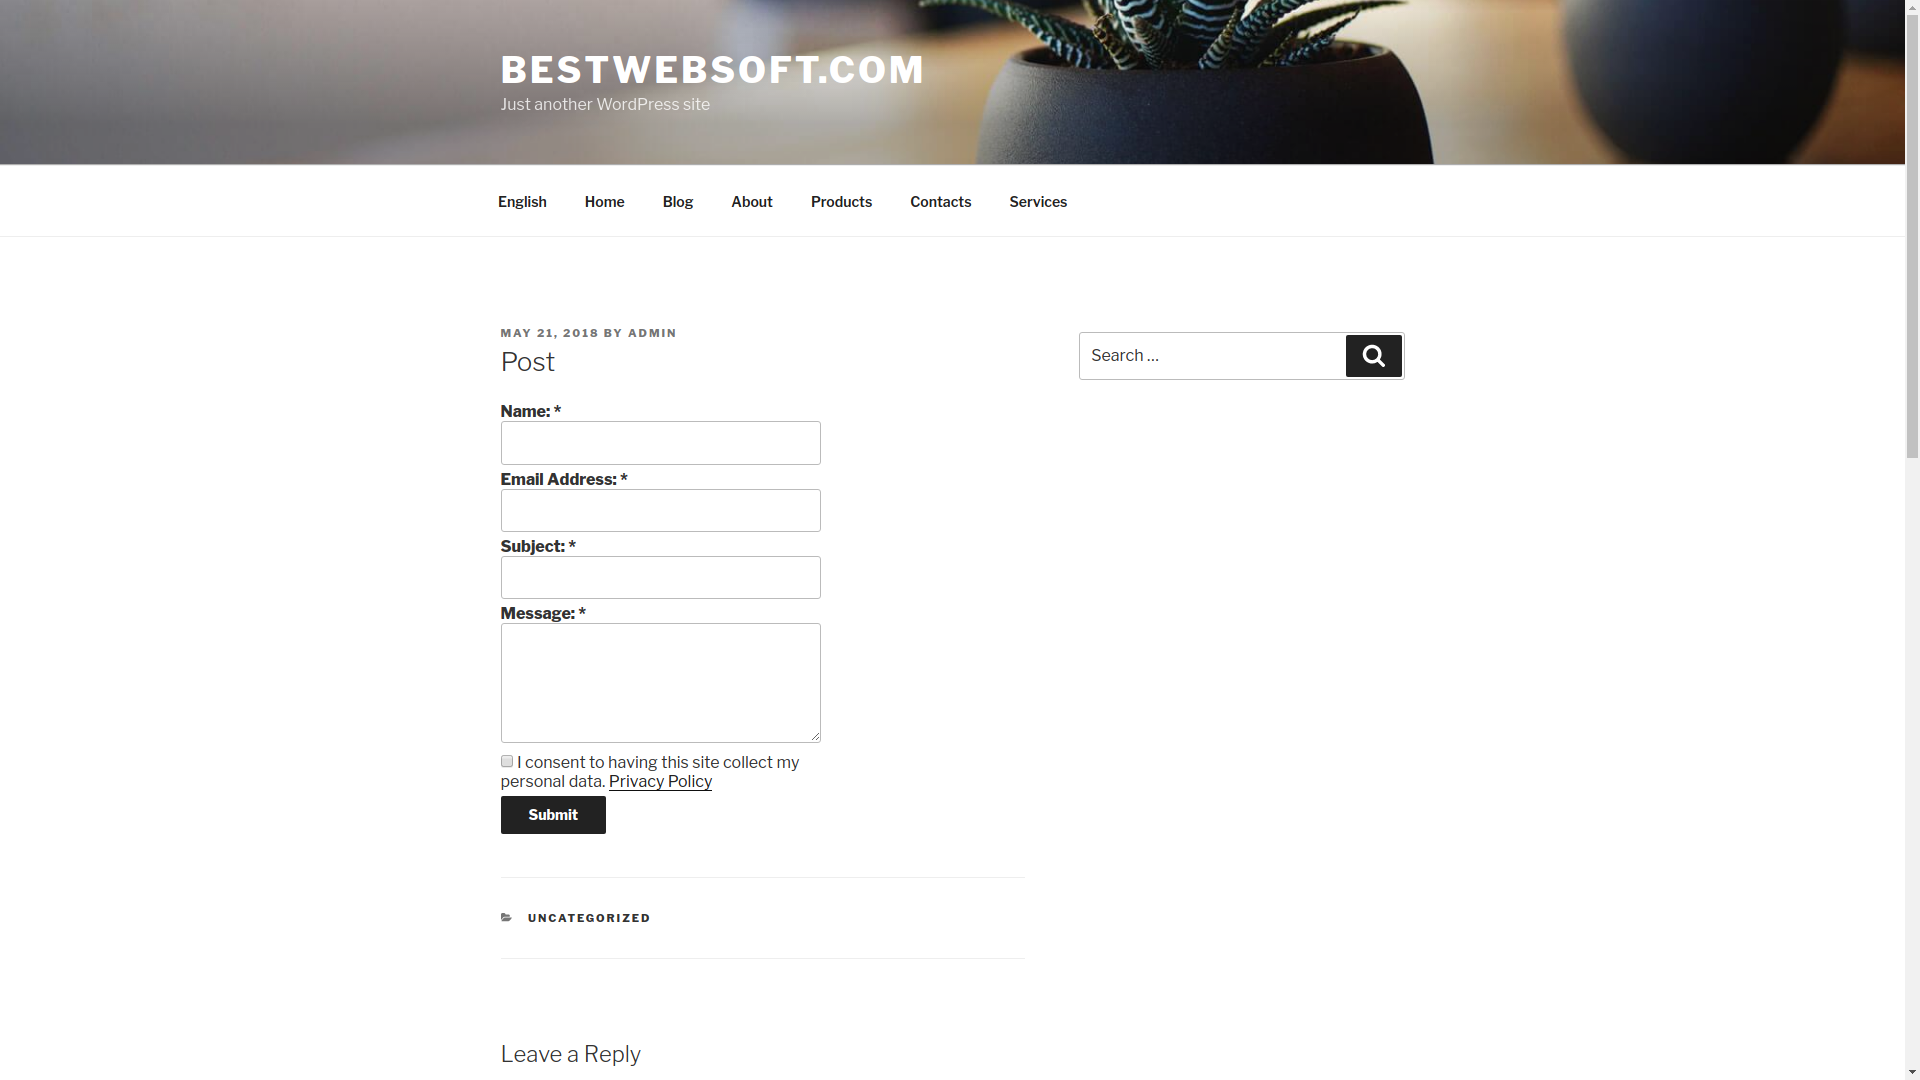 BESTWEBSOFT.COM
Just another WordPress site
English Home Blog About Products Contacts Services
MAY 21, 2018 BY ADMIN
Post
Search …
Name: *
Email Address: *
Subject: *
Message: *
I consent to having this site collect my
personal data. Privacy Policy
Submit
UNCATEGORIZED
Leave a Reply